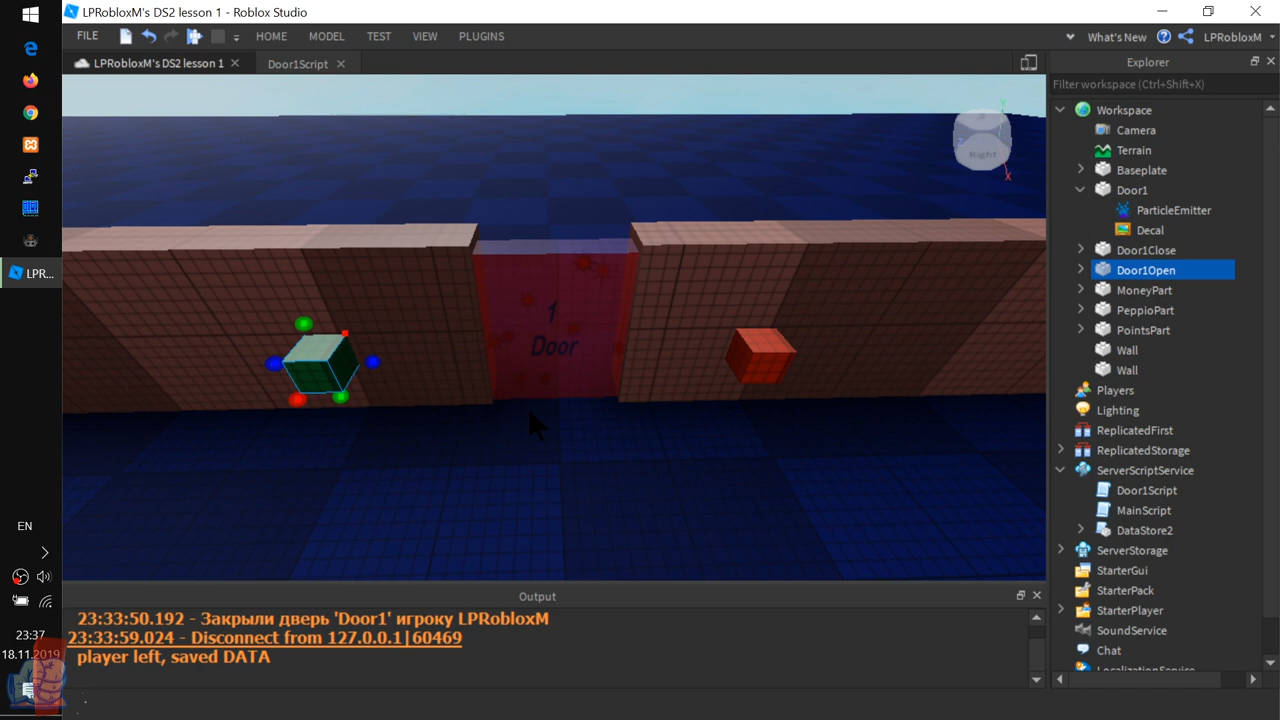 LPRobloxM's DS2 lesson 1 - Roblox Studio
FILE HOME MODEL TEST VIEW PLUGINS What's New LPRobloxM
LPRobloxM's DS2 lesson 1 Door1Script
Explorer
Filter workspace (Ctrl+Shift+X)
Workspace
Camera
Terrain
Baseplate
Door1
ParticleEmitter
Decal
Door1Close
Door1Open
MoneyPart
PeppioPart
PointsPart
Wall
Wall
Players
Lighting
ReplicatedFirst
ReplicatedStorage
ServerScriptService
Door1Script
MainScript
DataStore2
ServerStorage
StarterGui
StarterPack
StarterPlayer
SoundService
Chat
LocalizationService
Y
Right
X
1
Door
Output
23:33:50.192 - Закрыли дверь 'Door1' игроку LPRobloxM
23:33:59.024 - Disconnect from 127.0.0.1|60469
player left, saved DATA
LPR...
EN
23:37
18.11.2019